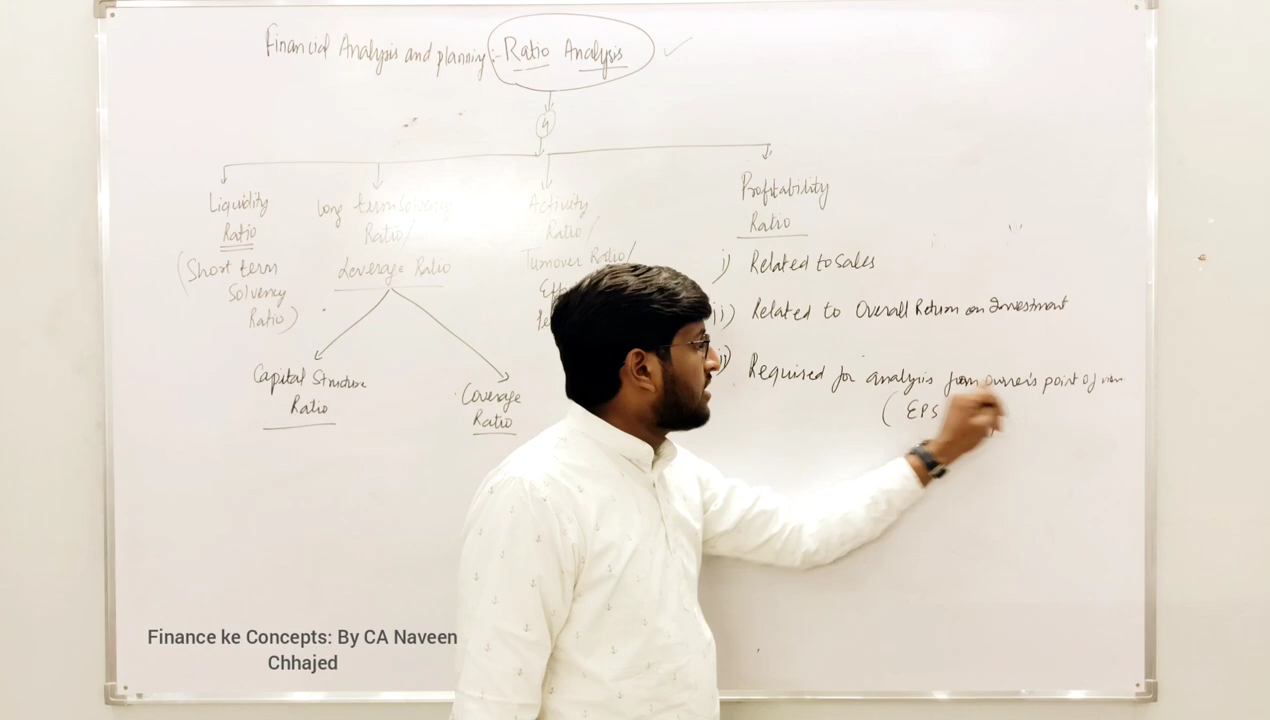 Financial Analysis and planning :- Ratio Analysis
4
Liquidity
Ratio
(Short term
Solvency
Ratio)
Long term Solvency
Ratio/
Leverage Ratio
Capital Structure
Ratio
Coverage
Ratio
Activity
Ratio/
Turnover Ratio/
Profitability
Ratio
i) Related to Sales
ii) Related to Overall Return on Investment
Required for analysis from owner's point of view
(EPS
Finance ke Concepts: By CA Naveen
Chhajed